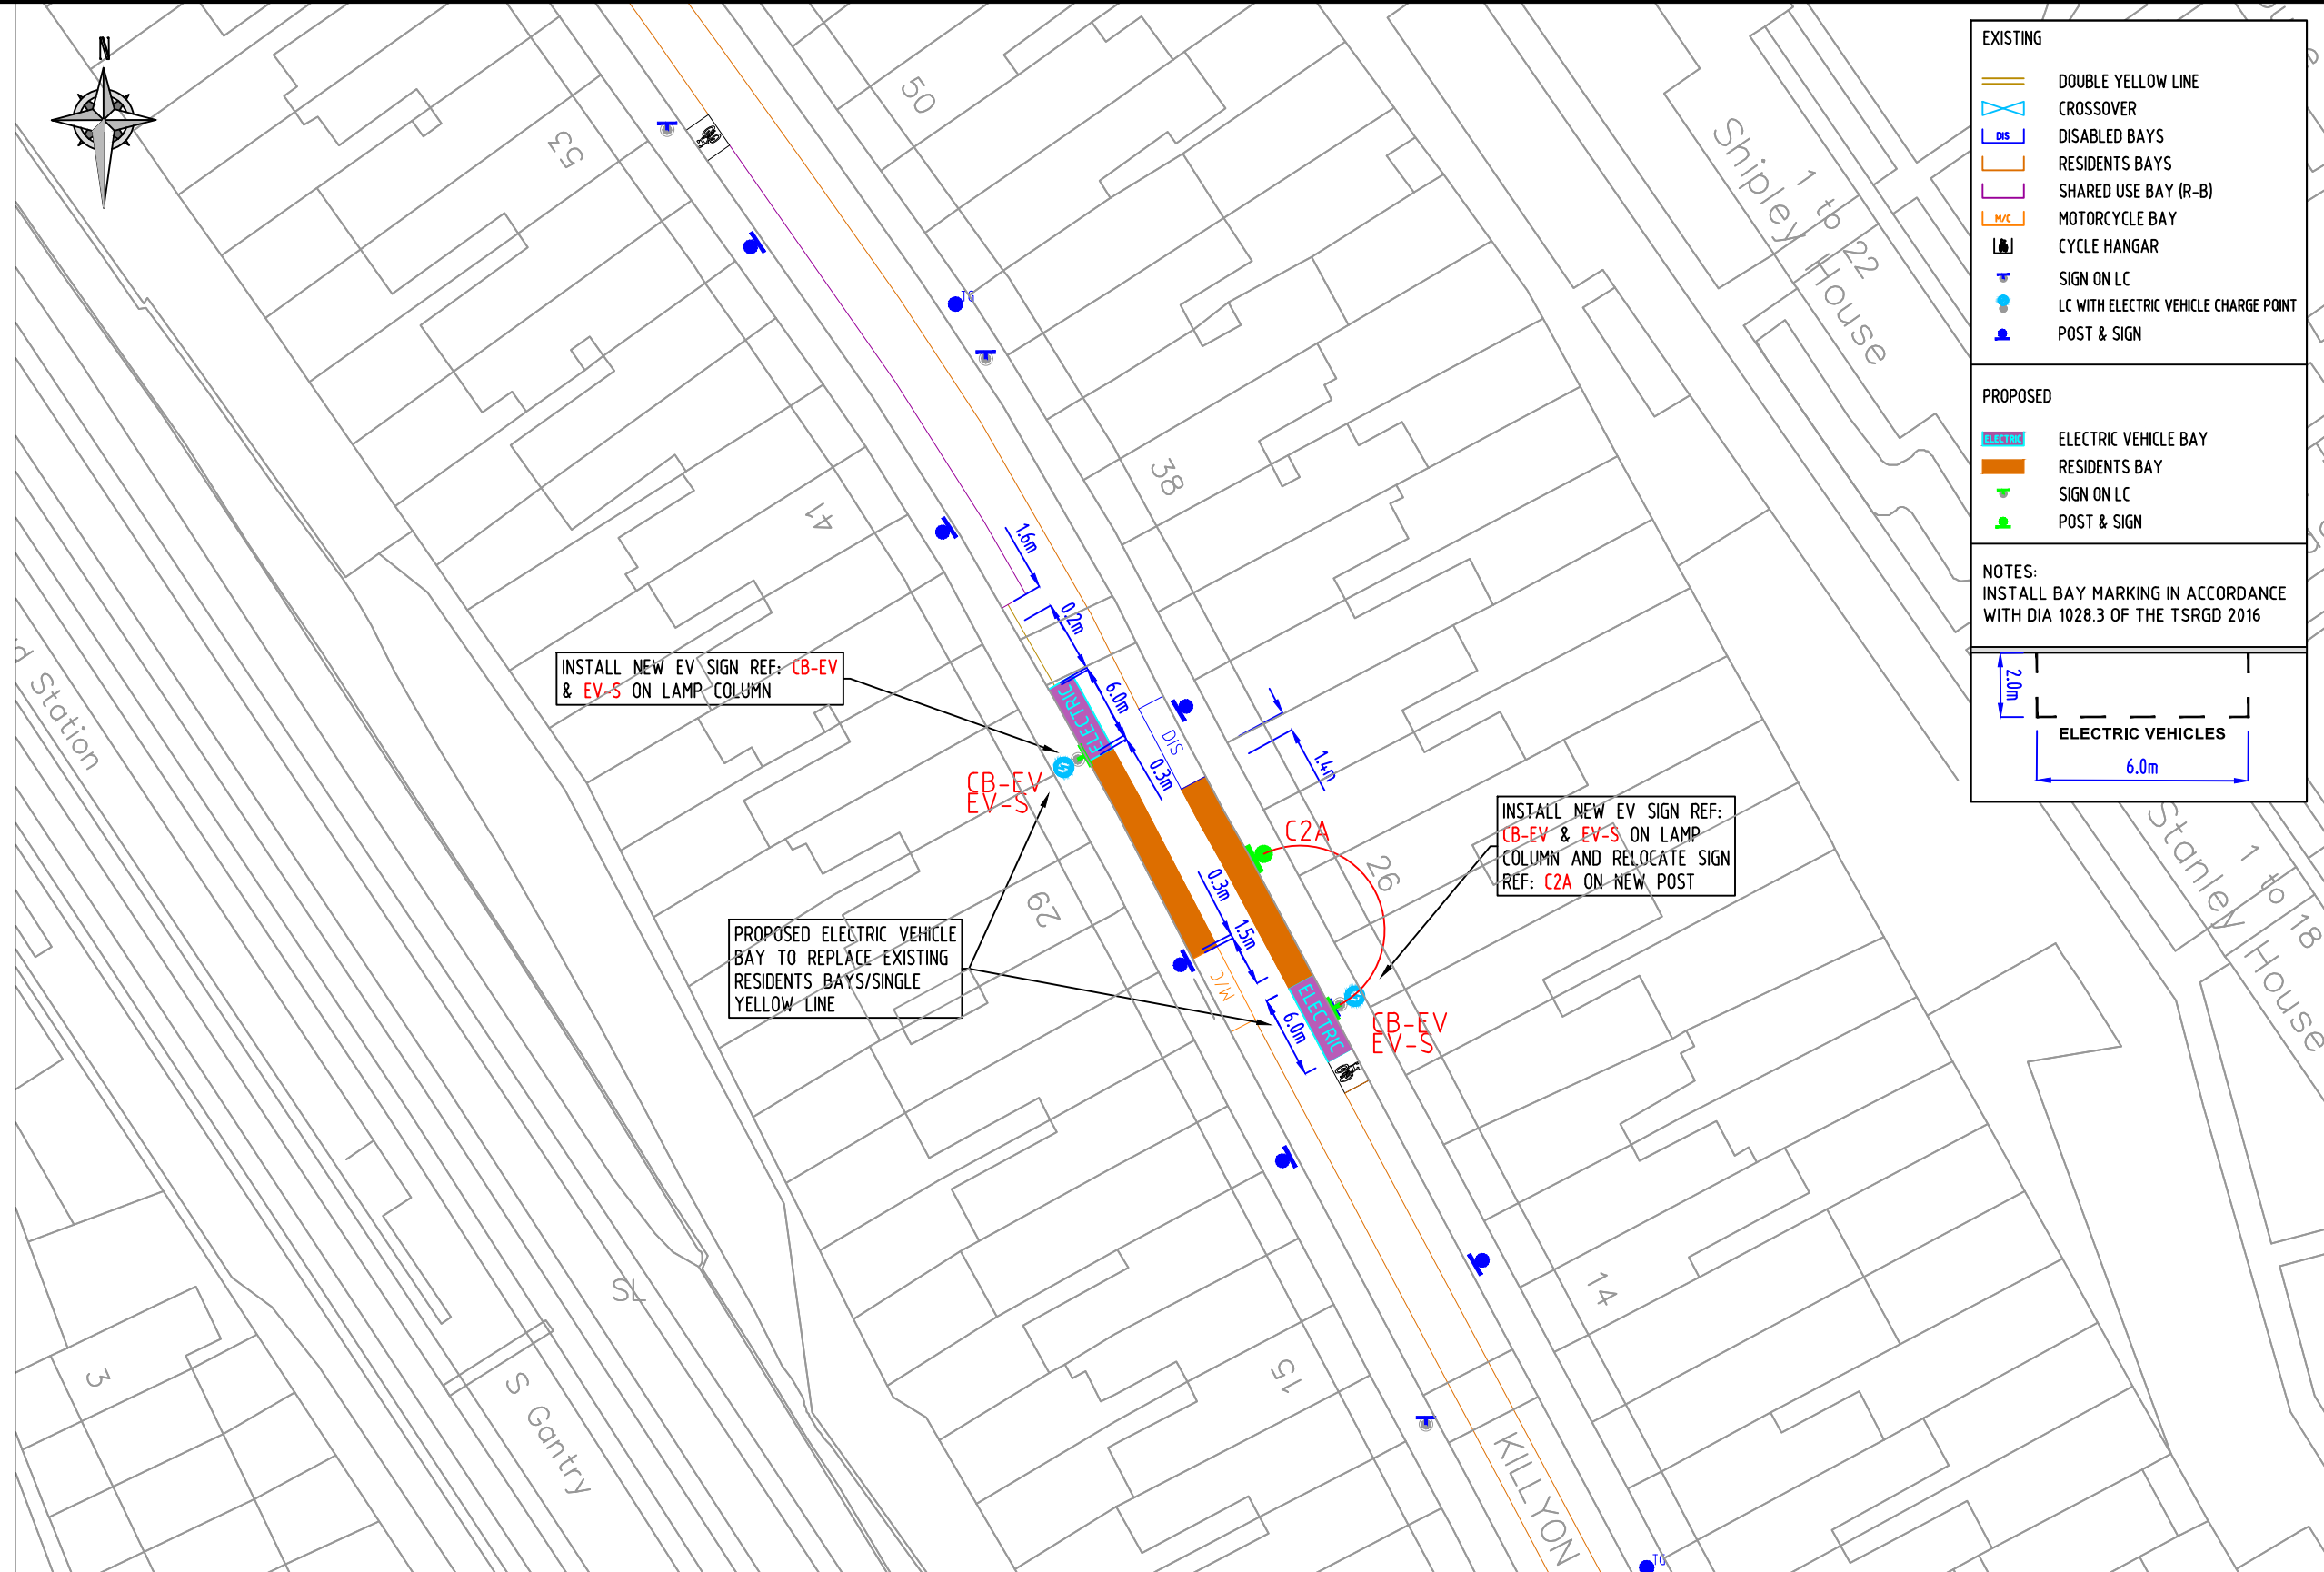 N
53
50
41
38
29
26
15
14
3
SL
S Gantry
d Station
KILLYON
1 to 22
Shipley House
1 to 18
Stanley House
TG
1.6m
0.2m
6.0m
0.3m
DIS
1.4m
ELECTRIC
CB-EV
EV-S
C2A
0.3m
1.5m
6.0m
M/C
ELECTRIC
CB-EV
EV-S
INSTALL NEW EV SIGN REF: CB-EV
& EV-S ON LAMP COLUMN
PROPOSED ELECTRIC VEHICLE
BAY TO REPLACE EXISTING
RESIDENTS BAYS/SINGLE
YELLOW LINE
INSTALL NEW EV SIGN REF:
CB-EV & EV-S ON LAMP
COLUMN AND RELOCATE SIGN
REF: C2A ON NEW POST
EXISTING
DOUBLE YELLOW LINE
CROSSOVER
DIS DISABLED BAYS
RESIDENTS BAYS
SHARED USE BAY (R-B)
M/C MOTORCYCLE BAY
CYCLE HANGAR
SIGN ON LC
LC WITH ELECTRIC VEHICLE CHARGE POINT
POST & SIGN
PROPOSED
ELECTRIC ELECTRIC VEHICLE BAY
RESIDENTS BAY
SIGN ON LC
POST & SIGN
NOTES:
INSTALL BAY MARKING IN ACCORDANCE
WITH DIA 1028.3 OF THE TSRGD 2016
2.0m
ELECTRIC VEHICLES
6.0m